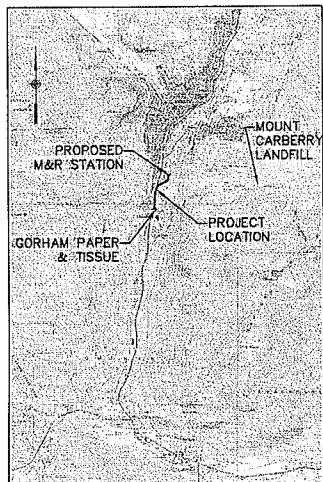 PROPOSED
M&R STATION
MOUNT
CARBERRY
LANDFILL
PROJECT
LOCATION
GORHAM PAPER
& TISSUE